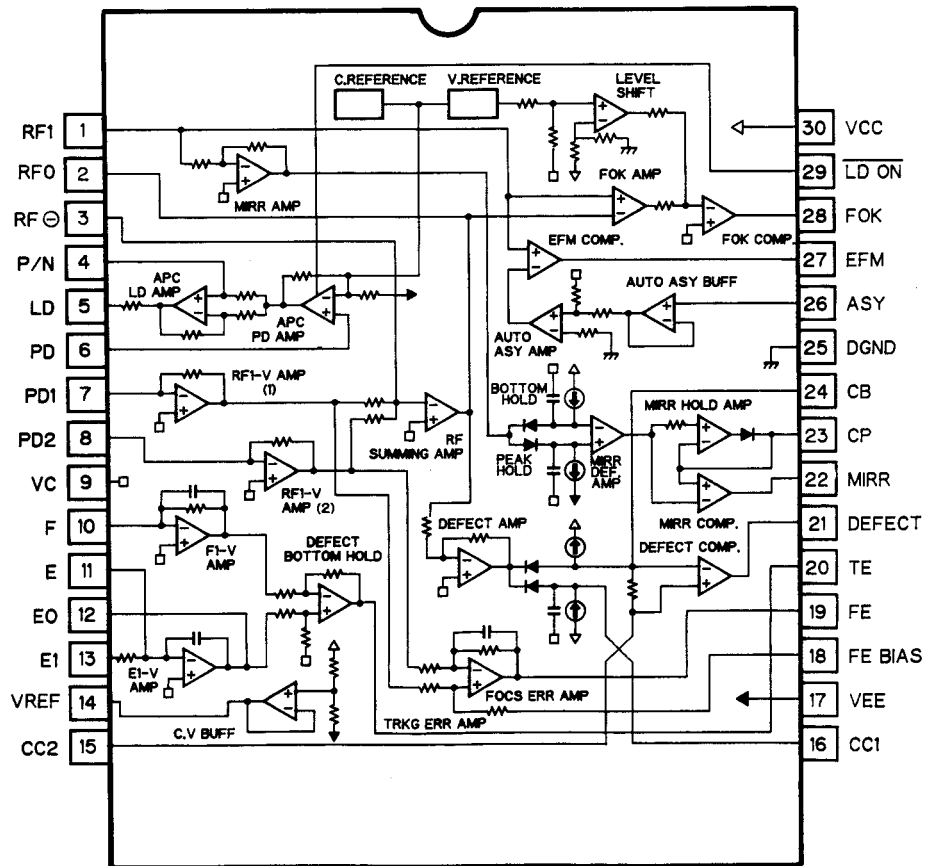 C.REFERENCE
V.REFERENCE
LEVEL
SHIFT
RF1 1
RFO 2
RF⊖ 3
P/N 4
LD 5
PD 6
PD1 7
PD2 8
VC 9
F 10
E 11
EO 12
E1 13
VREF 14
CC2 15
30 VCC
29 LD ON
28 FOK
27 EFM
26 ASY
25 DGND
24 CB
23 CP
22 MIRR
21 DEFECT
20 TE
19 FE
18 FE BIAS
17 VEE
16 CC1
MIRR AMP
FOK AMP
EFM COMP.
FOK COMP.
APC
LD AMP
APC
PD AMP
AUTO ASY BUFF
AUTO
ASY AMP
RF1-V AMP
(1)
RF
SUMMING AMP
BOTTOM
HOLD
PEAK
HOLD
MIRR
DEF.
AMP
MIRR HOLD AMP
RF1-V
AMP (2)
MIRR COMP.
F1-V
AMP
DEFECT
BOTTOM HOLD
DEFECT AMP
DEFECT COMP.
E1-V
AMP
FOCS ERR AMP
C.V BUFF
TRKG ERR AMP